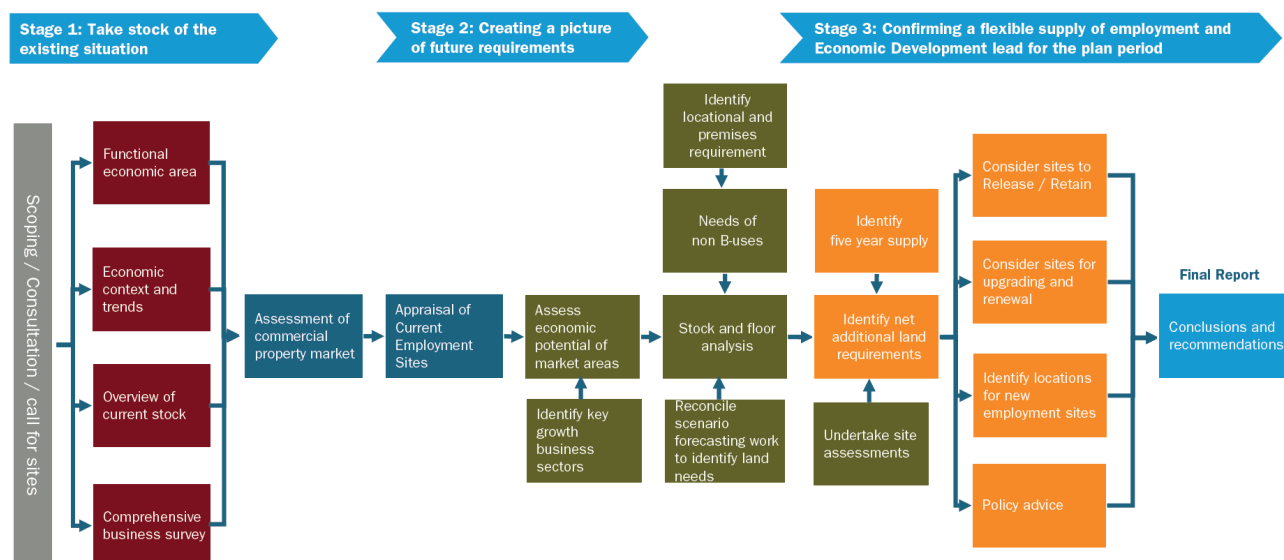 Stage 1: Take stock of the
existing situation
Stage 2: Creating a picture
of future requirements
Stage 3: Confirming a flexible supply of employment and
Economic Development lead for the plan period
Scoping / Consultation / call for sites
Functional
economic area
Economic
context and
trends
Overview of
current stock
Comprehensive
business survey
Assessment of
commercial
property market
Appraisal of
Current
Employment
Sites
Assess
economic
potential of
market areas
Identify key
growth
business
sectors
Identify
locational and
premises
requirement
Needs of
non B-uses
Stock and floor
analysis
Reconcile
scenario
forecasting work
to identify land
needs
Identify
five year supply
Identify net
additional land
requirements
Undertake site
assessments
Consider sites to
Release / Retain
Consider sites for
upgrading and
renewal
Identify locations
for new
employment sites
Policy advice
Final Report
Conclusions and
recommendations